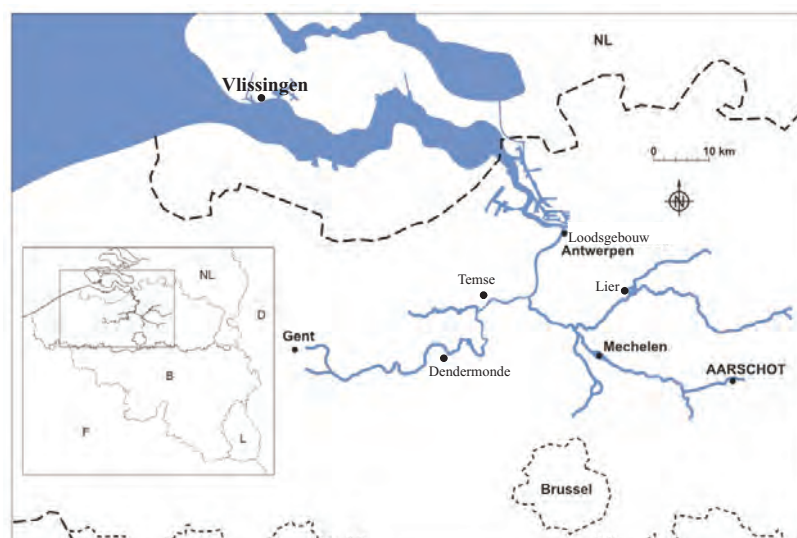 NL
Vlissingen
0 10 km
N
Loodsgebouw
Antwerpen
NL
Temse
Lier
D
Gent
Mechelen
B
Dendermonde
AARSCHOT
F
L
Brussel